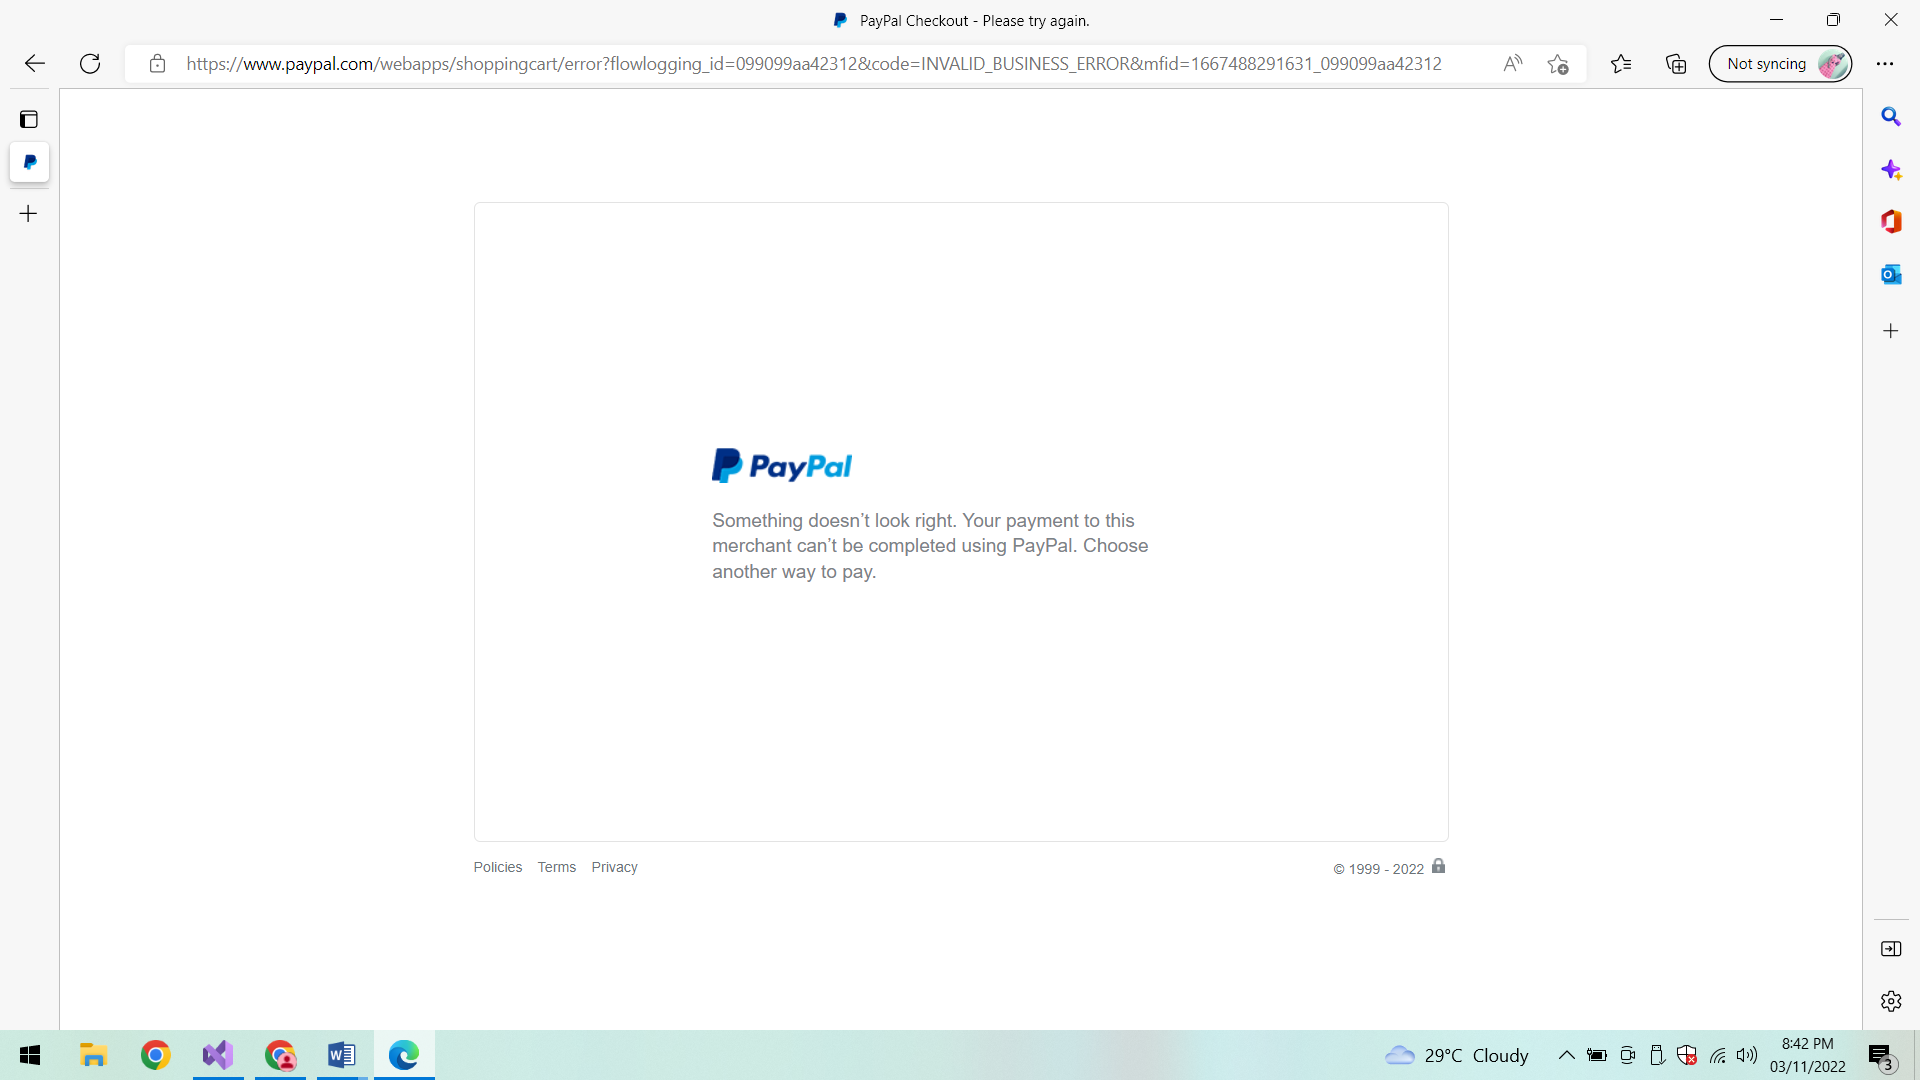 PayPal Checkout - Please try again.
https://www.paypal.com/webapps/shoppingcart/error?flowlogging_id=099099aa42312&code=INVALID_BUSINESS_ERROR&mfid=1667488291631_099099aa42312
Not syncing
PayPal
Something doesn’t look right. Your payment to this
merchant can’t be completed using PayPal. Choose
another way to pay.
Policies Terms Privacy
© 1999 - 2022
29°C Cloudy
8:42 PM
03/11/2022
3